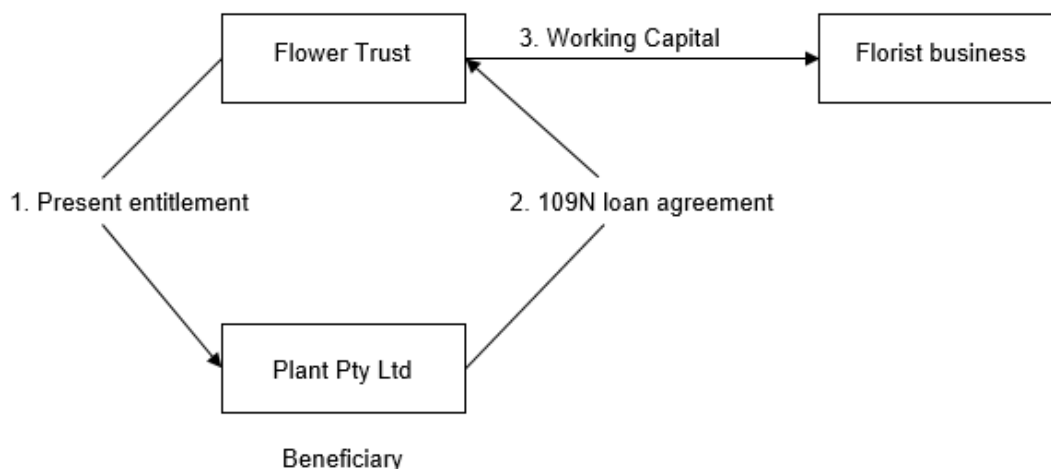 3. Working Capital
Flower Trust
Florist business
1. Present entitlement
2. 109N loan agreement
Plant Pty Ltd
Beneficiary